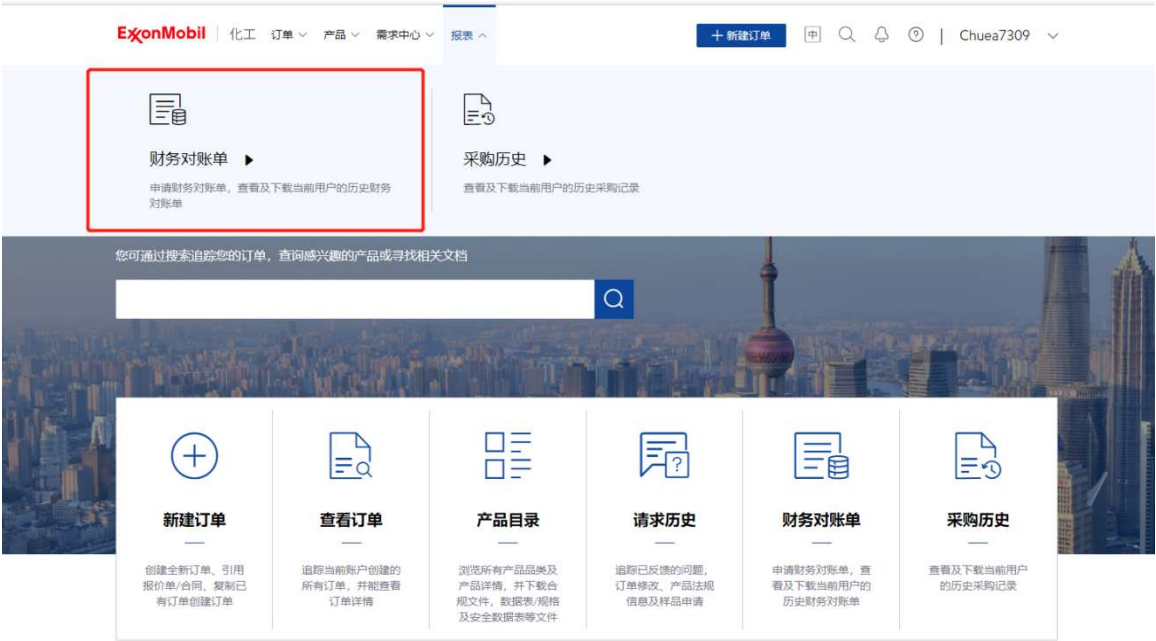 ExxonMobil 化工 订单 产品 需求中心 报表 新建订单 中 Chuea7309
财务对账单 采购历史
申请财务对账单，查看及下载当前用户的历史财务 查看及下载当前用户的历史采购记录
对账单
您可通过搜索追踪您的订单，查询感兴趣的产品或寻找相关文档
新建订单
创建全新订单、引用
报价单/合同、复制已
有订单创建订单
查看订单
追踪当前账户创建的
所有订单，并能查看
订单详情
产品目录
浏览所有产品品类及
产品详情，并下载合
规文件，数据表/规格
及安全数据表等文件
请求历史
追踪已反馈的问题，
订单修改、产品法规
信息及样品申请
财务对账单
申请财务对账单，查
看及下载当前用户的
历史财务对账单
采购历史
查看及下载当前用户
的历史采购记录